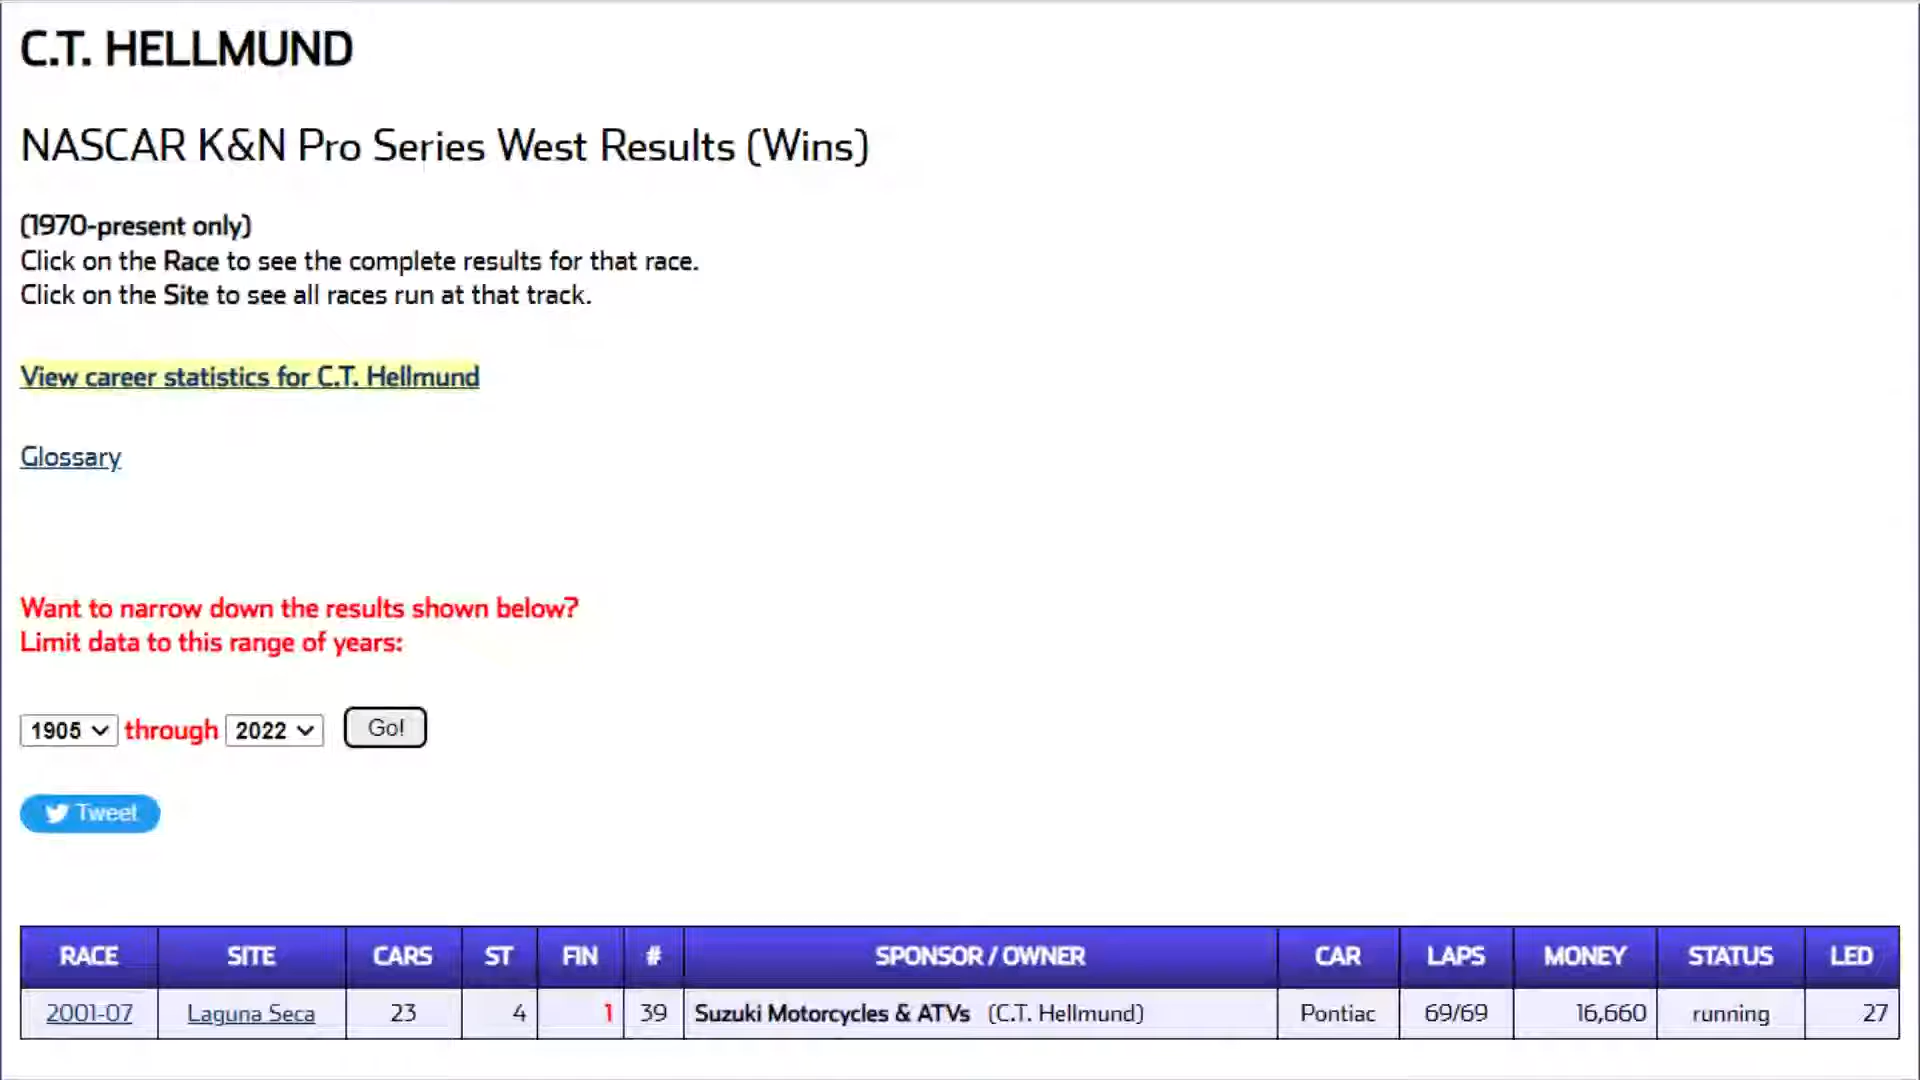 C.T. HELLMUND
NASCAR K&N Pro Series West Results (Wins)
(1970-present only)
Click on the Race to see the complete results for that race.
Click on the Site to see all races run at that track.
View career statistics for C.T. Hellmund
Glossary
Want to narrow down the results shown below?
Limit data to this range of years:
1905 through 2022 Go!
Tweet
RACE SITE CARS ST FIN # SPONSOR / OWNER CAR LAPS MONEY STATUS LED
2001-07 Laguna Seca 23 4 1 39 Suzuki Motorcycles & ATVs (C.T. Hellmund) Pontiac 69/69 16,660 running 27